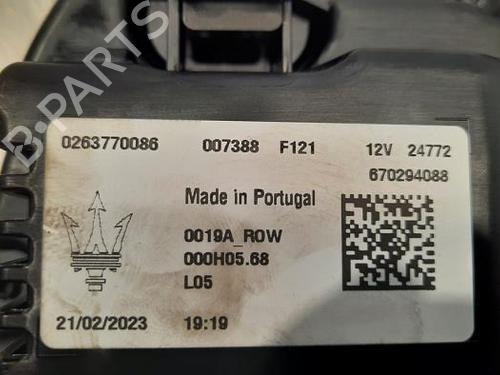 B-PARTS
0263770086 007388 F121 12V 24772
670294088
Made in Portugal
0019A_ROW
000H05.68
L05
21/02/2023 19:19